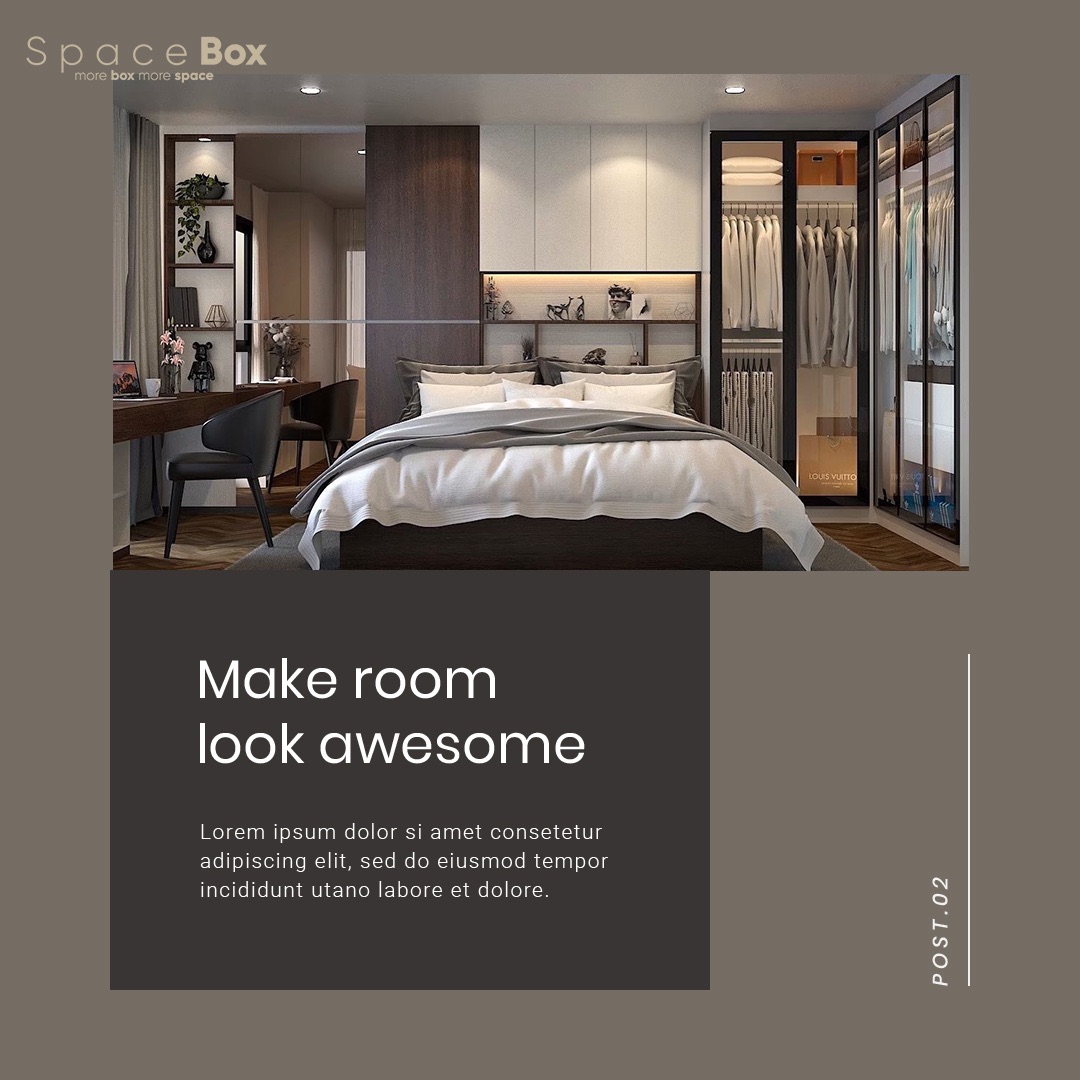 Space Box
more box more space
LOUIS VUITTO
Make room
look awesome
Lorem ipsum dolor si amet consetetur
adipiscing elit, sed do eiusmod tempor
incididunt utano labore et dolore.
POST.02